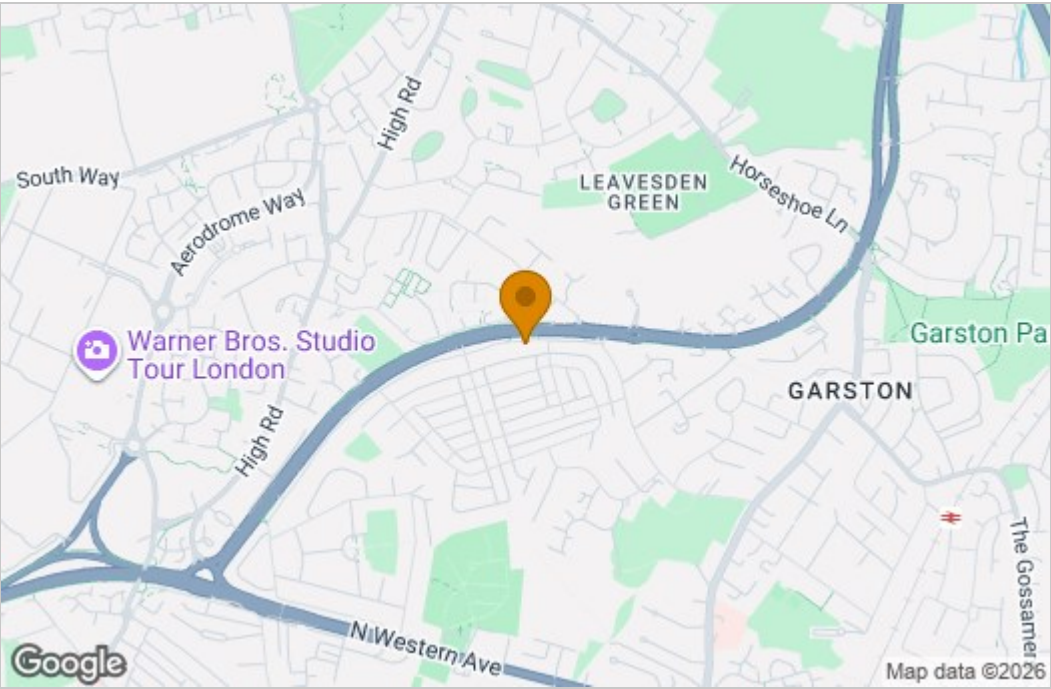 High Rd
South Way
Aerodrome Way
LEAVESDEN
GREEN
Horseshoe Ln
Warner Bros. Studio
Tour London
Garston Pa
GARSTON
High Rd
The Gossamer
N Western Ave
Google
Map data ©2026